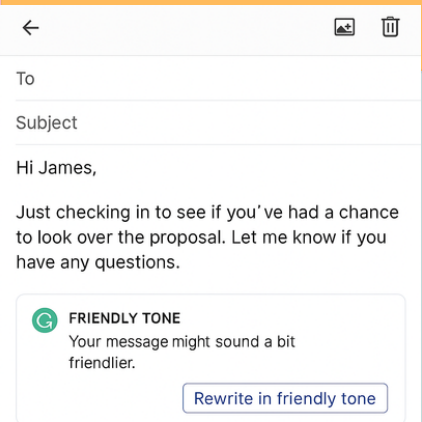 To
Subject
Hi James,
Just checking in to see if you've had a chance
to look over the proposal. Let me know if you
have any questions.
FRIENDLY TONE
Your message might sound a bit
friendlier.
Rewrite in friendly tone